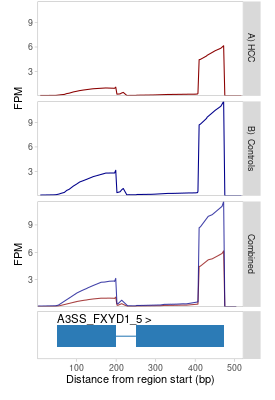 9
6
3
A) HCC
FPM
9
6
3
B) Controls
9
6
3
FPM
Combined
A3SS_FXYD1_5 >
100 200 300 400 500
Distance from region start (bp)